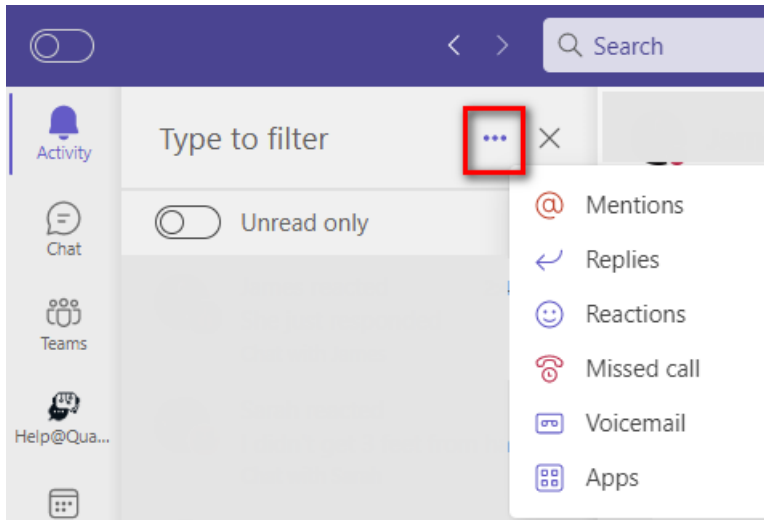 Search
Activity
Type to filter
Unread only
Chat
Teams
Help@Qua...
Mentions
Replies
Reactions
Missed call
Voicemail
Apps